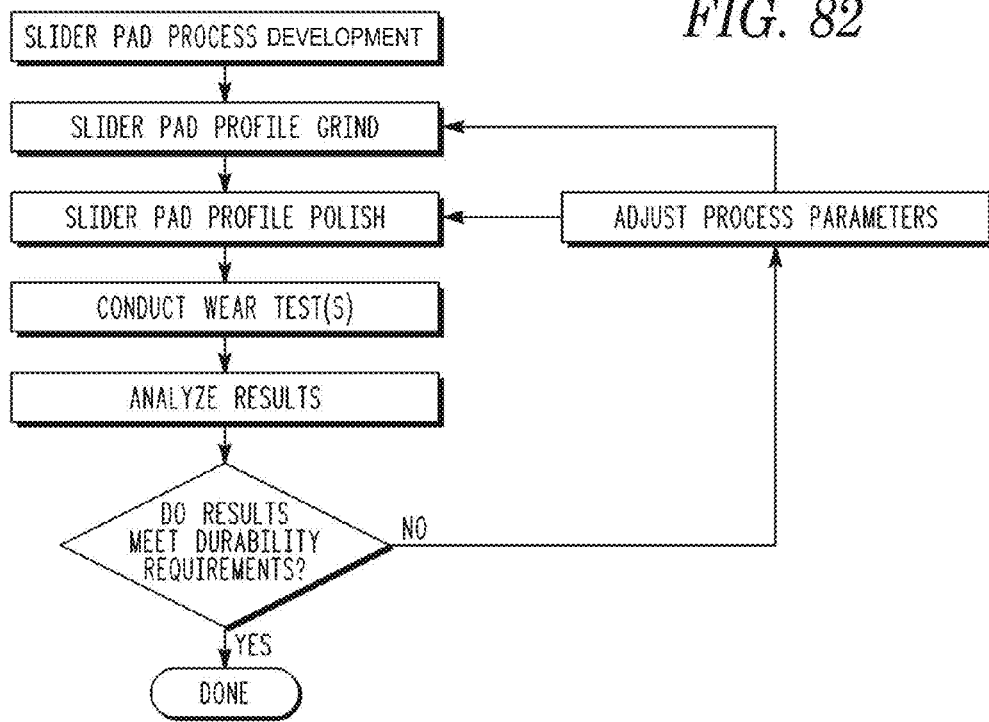 FIG. 82
SLIDER PAD PROCESS DEVELOPMENT
SLIDER PAD PROFILE GRIND
SLIDER PAD PROFILE POLISH
ADJUST PROCESS PARAMETERS
CONDUCT WEAR TEST(S)
ANALYZE RESULTS
DO RESULTS
MEET DURABILITY
REQUIREMENTS?
NO
YES
DONE